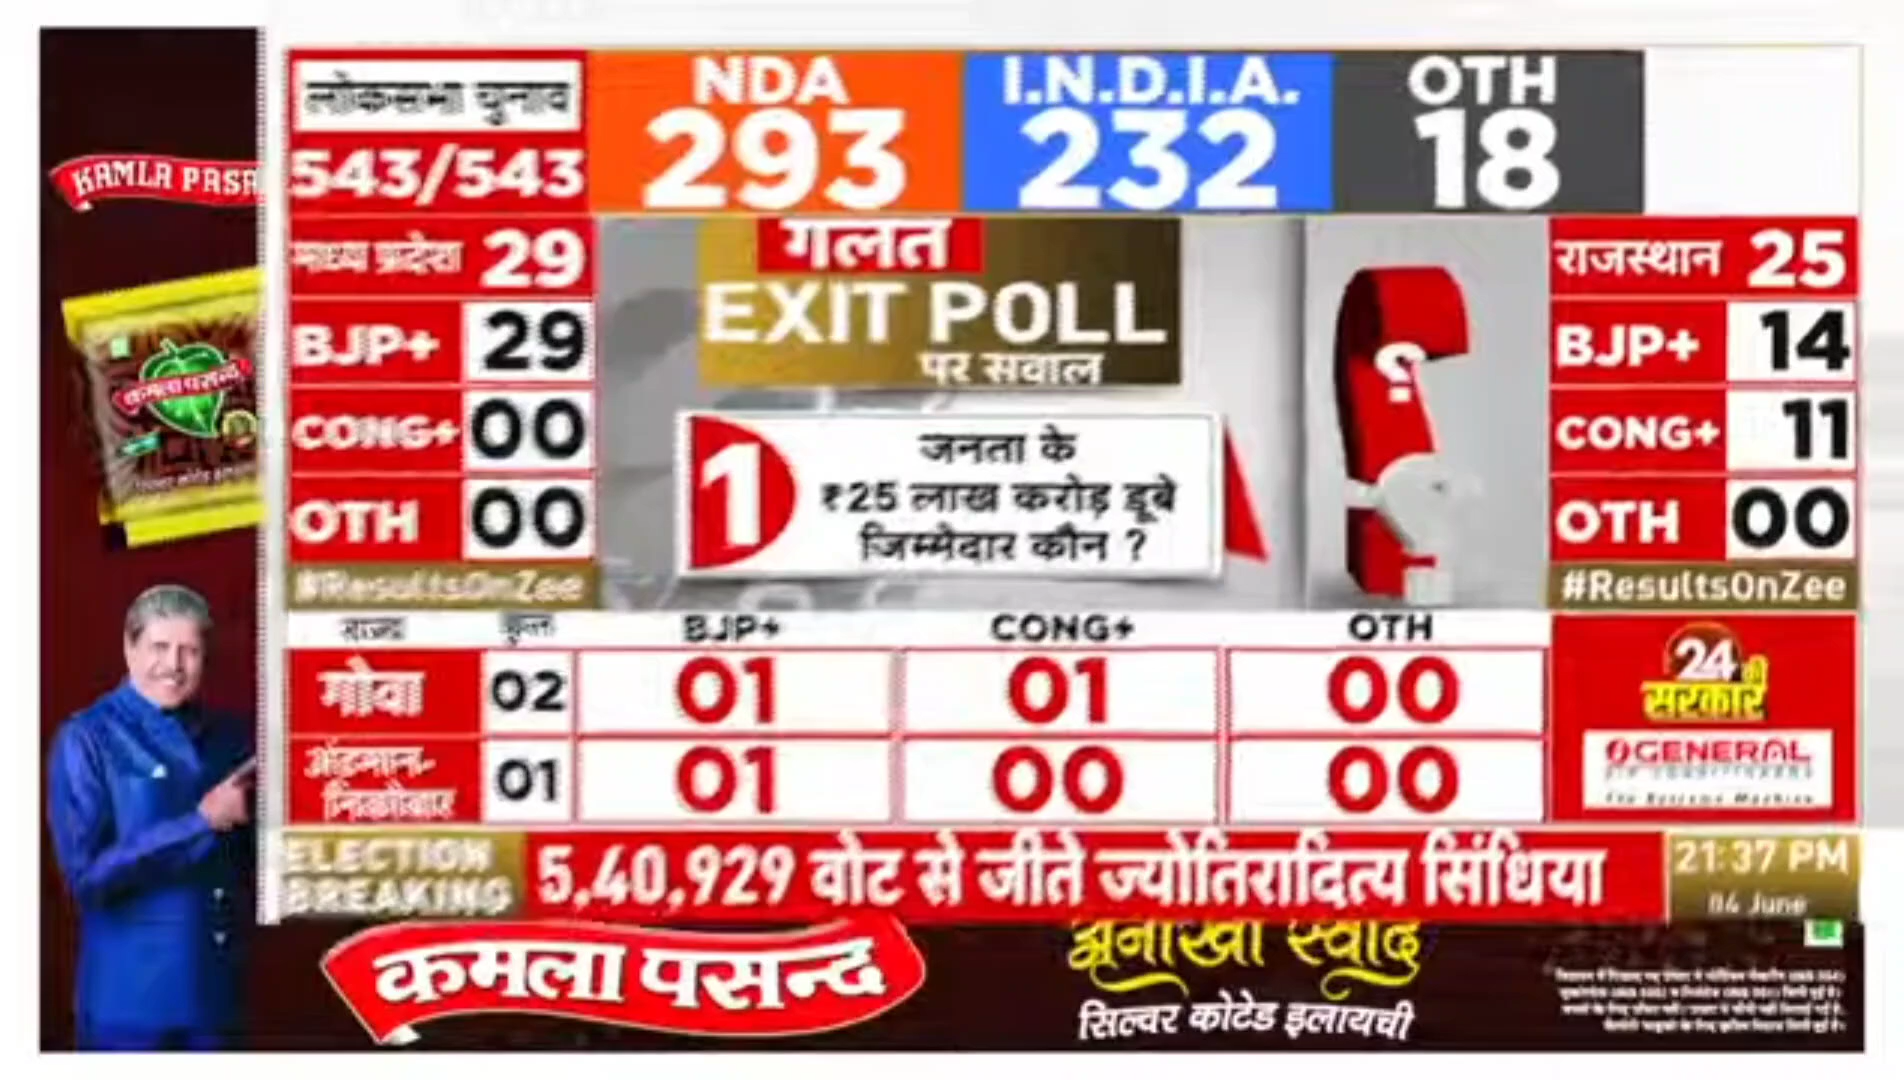 लोकसभा चुनाव
543/543
NDA
293
I.N.D.I.A.
232
OTH
18
KAMLA PASA
मध्य प्रदेश 29
BJP+ 29
CONG+ 00
OTH 00
#ResultsOnZee
गलत
EXIT POLL
पर सवाल
1
जनता के
₹25 लाख करोड़ डूबे
जिम्मेदार कौन ?
राजस्थान 25
BJP+ 14
CONG+ 11
OTH 00
#ResultsOnZee
राज्य कुल BJP+ CONG+ OTH
गोवा 02 01 01 00
अंडमान- 01 01 00 00
निकोबार
24 की
सरकार
GENERAL
ELECTION
BREAKING
5,40,929 वोट से जीते ज्योतिरादित्य सिंधिया
21:37 PM
04 June
कमला पसन्द
कमला पसन्द
अनोखा स्वाद
सिल्वर कोटेड इलायची